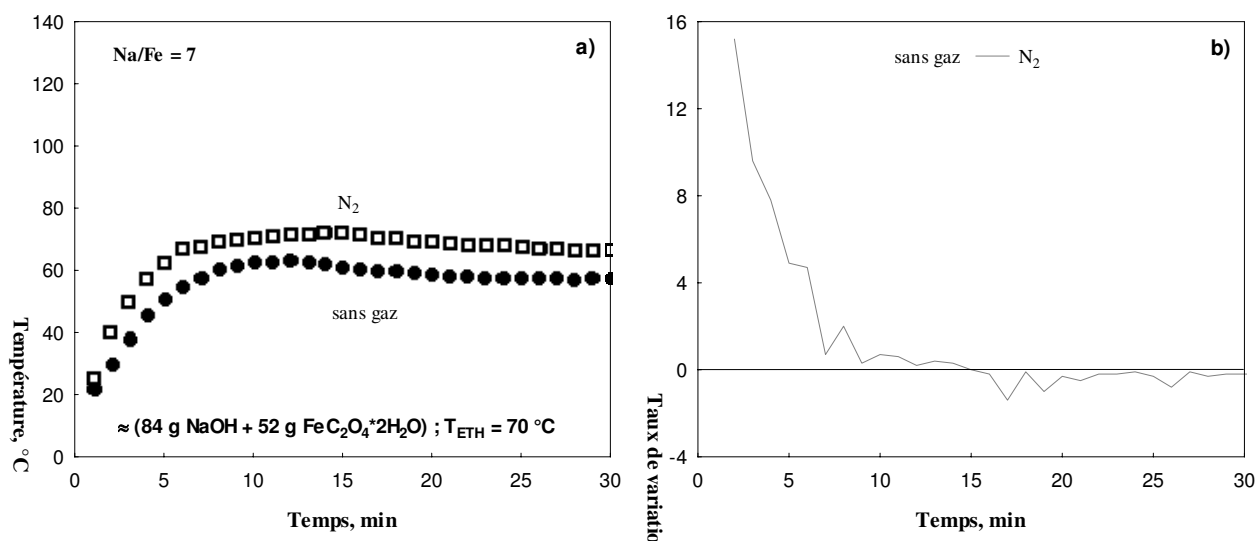 Na/Fe = 7
a)
N₂
sans gaz
≈ (84 g NaOH + 52 g FeC₂O₄*2H₂O) ; T_ETH = 70 °C
Température, °C
140
120
100
80
60
40
20
0
0 5 10 15 20 25 30
Temps, min
b)
sans gaz
N₂
Taux de variatio
16
12
8
4
0
-4
0 5 10 15 20 25 30
Temps, min